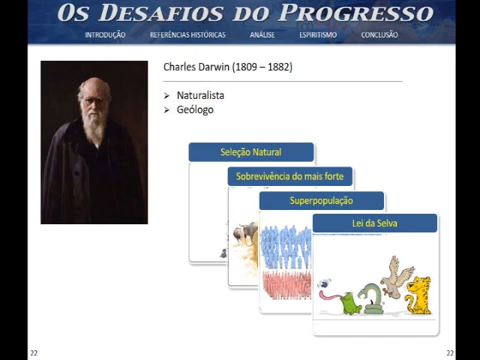 OS DESAFIOS DO PROGRESSO
INTRODUÇÃO REFERÊNCIAS HISTÓRICAS ANÁLISE ESPIRITISMO CONCLUSÃO
Charles Darwin (1809 – 1882)
➢ Naturalista
➢ Geólogo
Seleção Natural
Sobrevivência do mais forte
Superpopulação
Lei da Selva
22 22